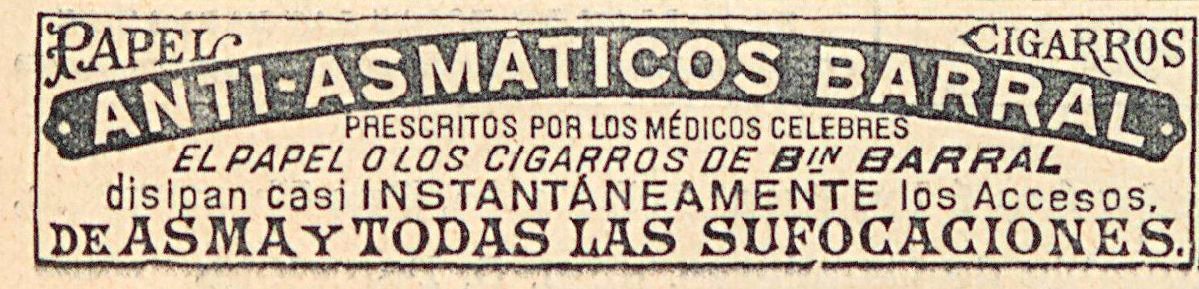 PAPEL CIGARROS
ANTI-ASMÁTICOS BARRAL
PRESCRITOS POR LOS MÉDICOS CELEBRES
EL PAPEL O LOS CIGARROS DE BIN BARRAL
disipan casi INSTANTÁNEAMENTE los Accesos.
DE ASMA Y TODAS LAS SUFOCACIONES.